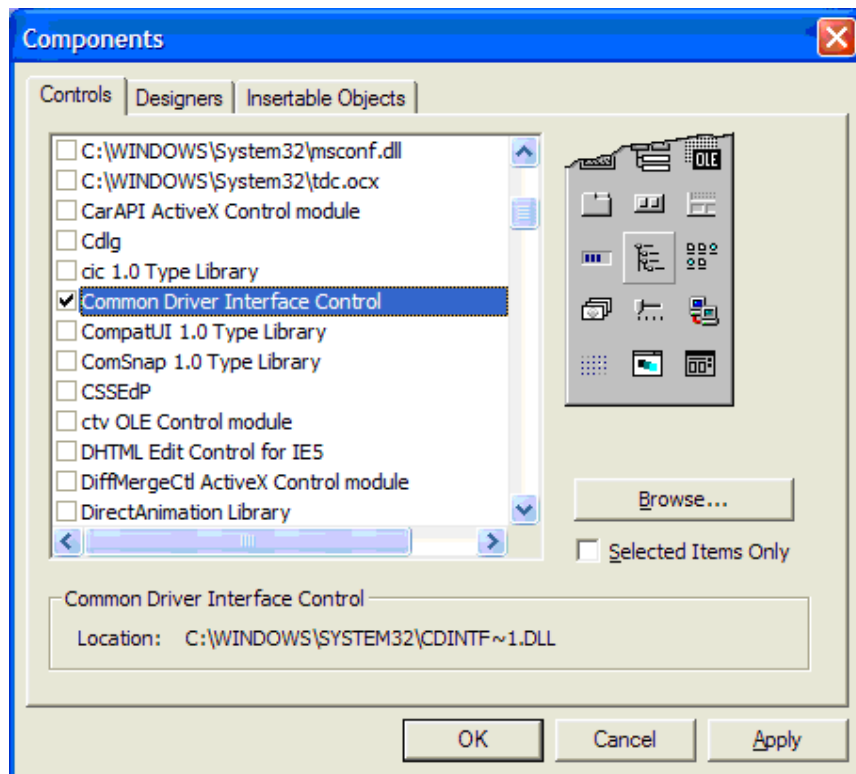 Components
Controls Designers Insertable Objects
C:\WINDOWS\System32\msconf.dll
C:\WINDOWS\System32\tdc.ocx
CarAPI ActiveX Control module
Cdlg
cic 1.0 Type Library
Common Driver Interface Control
CompatUI 1.0 Type Library
ComSnap 1.0 Type Library
CSSEdP
ctv OLE Control module
DHTML Edit Control for IE5
DiffMergeCtl ActiveX Control module
DirectAnimation Library
OLE
Browse...
Selected Items Only
Common Driver Interface Control
Location: C:\WINDOWS\SYSTEM32\CDINTF~1.DLL
OK Cancel Apply